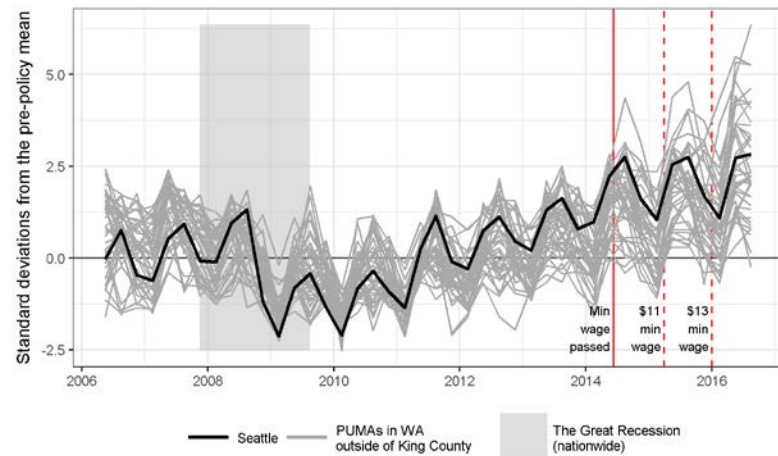 Standard deviations from the pre-policy mean
5.0
2.5
0.0
-2.5
Min
wage
passed
$11
min
wage
$13
min
wage
2006
2008
2010
2012
2014
2016
Seattle
PUMAs in WA
outside of King County
The Great Recession
(nationwide)